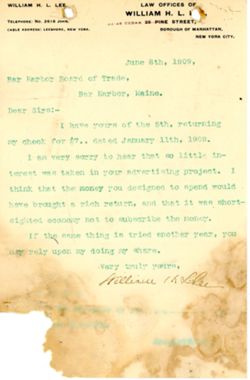 WILLIAM H. L. LEE
TELEPHONE: No. 2619 JOHN.
CABLE ADDRESS: LEEMORE, NEW YORK.
LAW OFFICES OF
WILLIAM H. L.
25 PINE STREET,
BOROUGH OF MANHATTAN,
NEW YORK CITY.
June 8th, 1909.
Bar Harbor Board of Trade,
Bar Harbor, Maine.
Dear Sirs:-
I have yours of the 5th, returning
my check for $7., dated January 11th, 1909.
I am very sorry to hear that so little in-
terest was taken in your advertising project. I
think that the money you designed to spend would
have brought a rich return, and that it was short-
sighted economy not to subscribe the money.
If the same thing is tried another year, you
may rely upon my doing my share.
Very truly yours,
William H. L. Lee